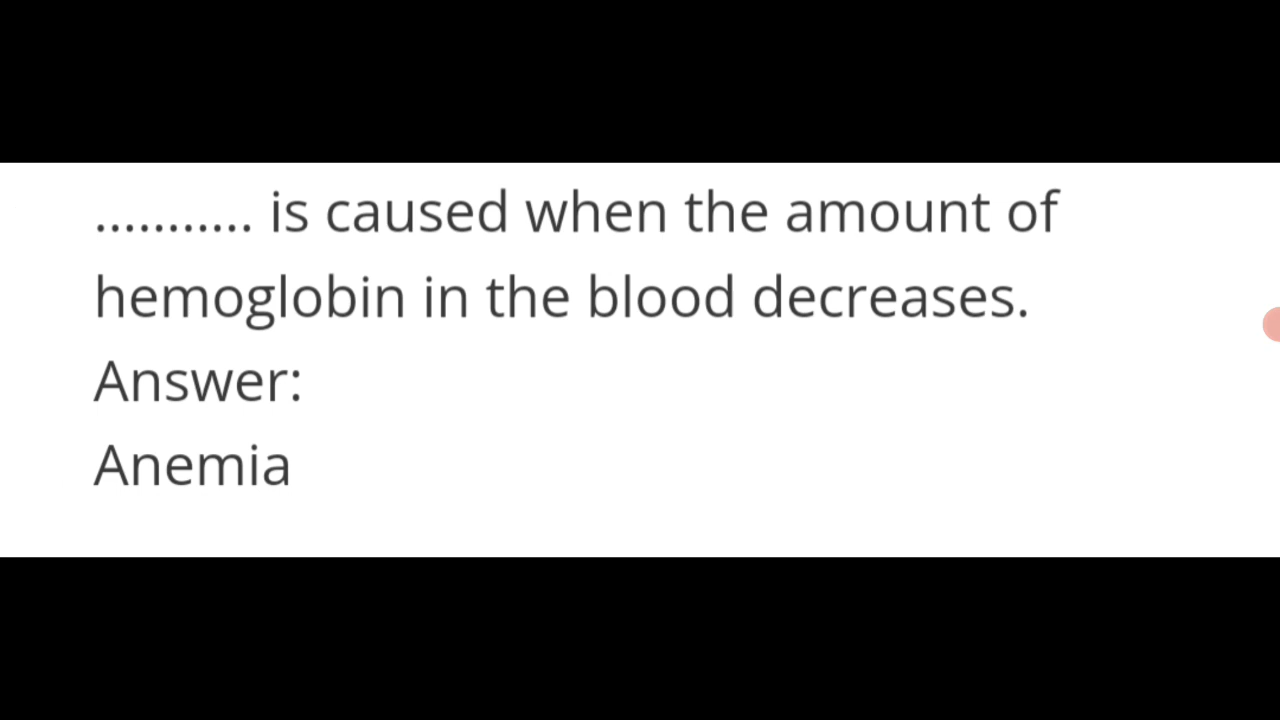 ........... is caused when the amount of
hemoglobin in the blood decreases.
Answer:
Anemia